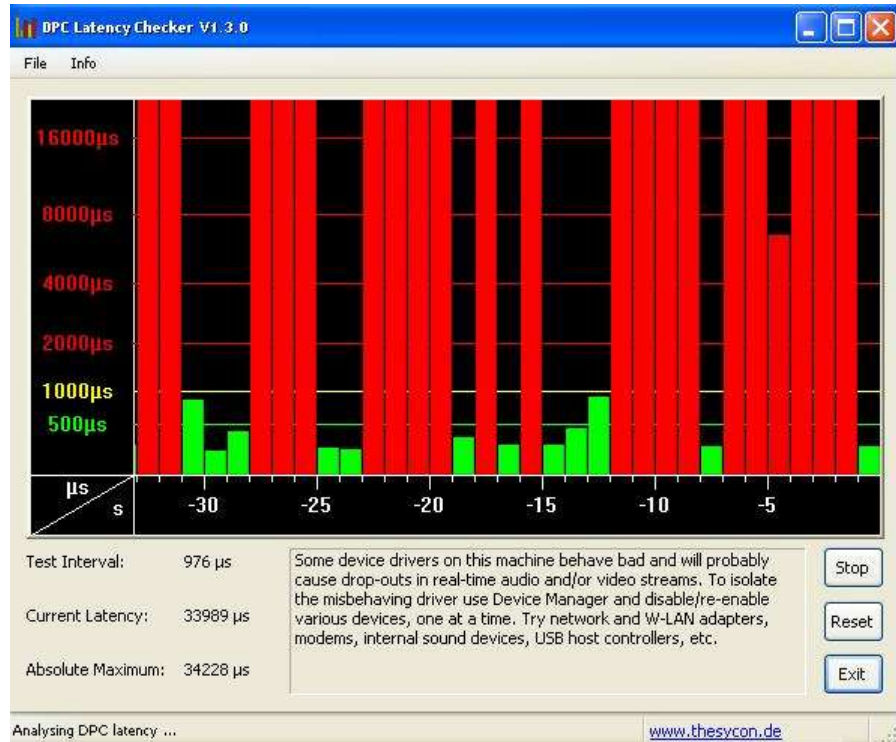 DPC Latency Checker V1.3.0
File Info
16000µs
8000µs
4000µs
2000µs
1000µs
500µs
µs
s
-30 -25 -20 -15 -10 -5
Test Interval: 976 µs
Current Latency: 33989 µs
Absolute Maximum: 34228 µs
Some device drivers on this machine behave bad and will probably
cause drop-outs in real-time audio and/or video streams. To isolate
the misbehaving driver use Device Manager and disable/re-enable
various devices, one at a time. Try network and W-LAN adapters,
modems, internal sound devices, USB host controllers, etc.
Stop
Reset
Exit
Analysing DPC latency ...
www.thesycon.de